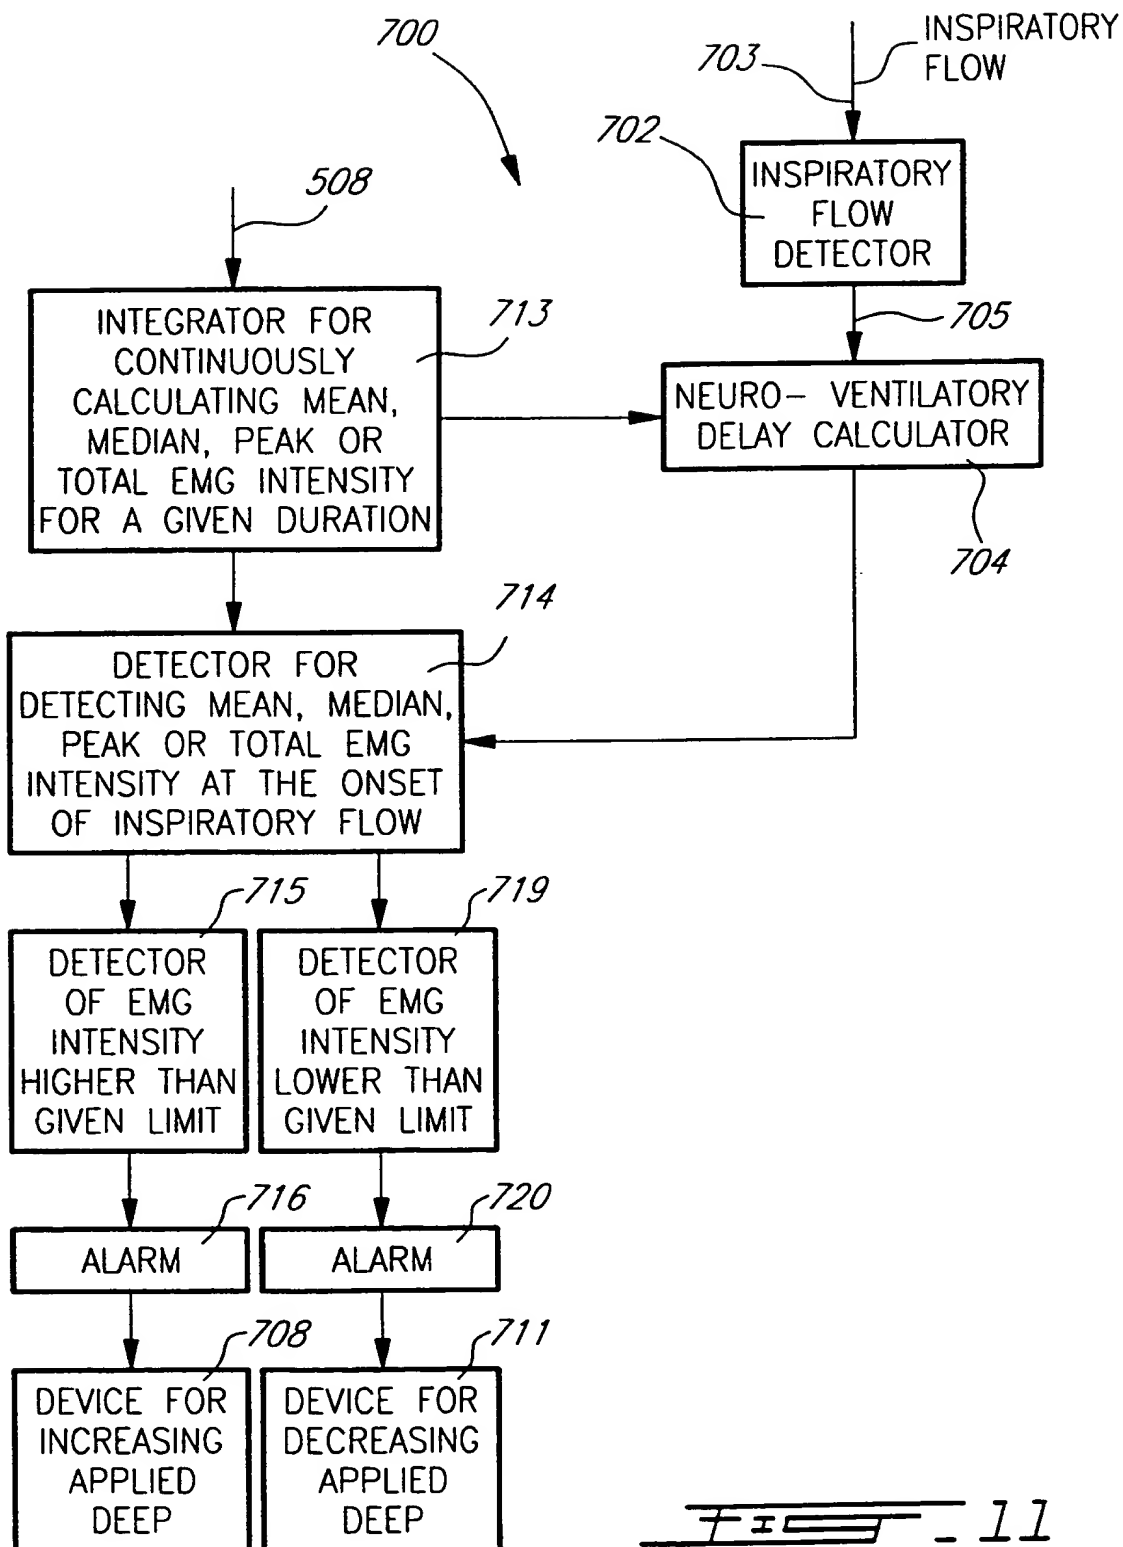 700
703
INSPIRATORY
FLOW
702
INSPIRATORY
FLOW
DETECTOR
508
705
INTEGRATOR FOR
CONTINUOUSLY
CALCULATING MEAN,
MEDIAN, PEAK OR
TOTAL EMG INTENSITY
FOR A GIVEN DURATION
713
NEURO- VENTILATORY
DELAY CALCULATOR
704
714
DETECTOR FOR
DETECTING MEAN, MEDIAN,
PEAK OR TOTAL EMG
INTENSITY AT THE ONSET
OF INSPIRATORY FLOW
715
719
DETECTOR
OF EMG
INTENSITY
HIGHER THAN
GIVEN LIMIT
DETECTOR
OF EMG
INTENSITY
LOWER THAN
GIVEN LIMIT
716
720
ALARM
ALARM
708
711
DEVICE FOR
INCREASING
APPLIED
DEEP
DEVICE FOR
DECREASING
APPLIED
DEEP
FIG - 11